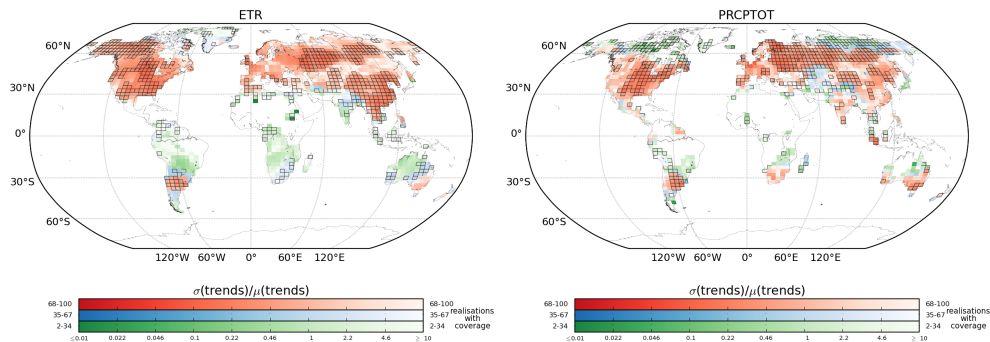 ETR
PRCPTOT
60°N
30°N
0°
30°S
60°S
120°W 60°W 0° 60°E 120°E
60°N
30°N
0°
30°S
60°S
120°W 60°W 0° 60°E 120°E
σ(trends)/μ(trends)
68-100
35-67
2-34
68-100
35-67
2-34
realisations
with
coverage
≤0.01 0.022 0.046 0.1 0.22 0.46 1 2.2 4.6 ≥ 10
σ(trends)/μ(trends)
68-100
35-67
2-34
68-100
35-67
2-34
realisations
with
coverage
≤0.01 0.022 0.046 0.1 0.22 0.46 1 2.2 4.6 ≥ 10